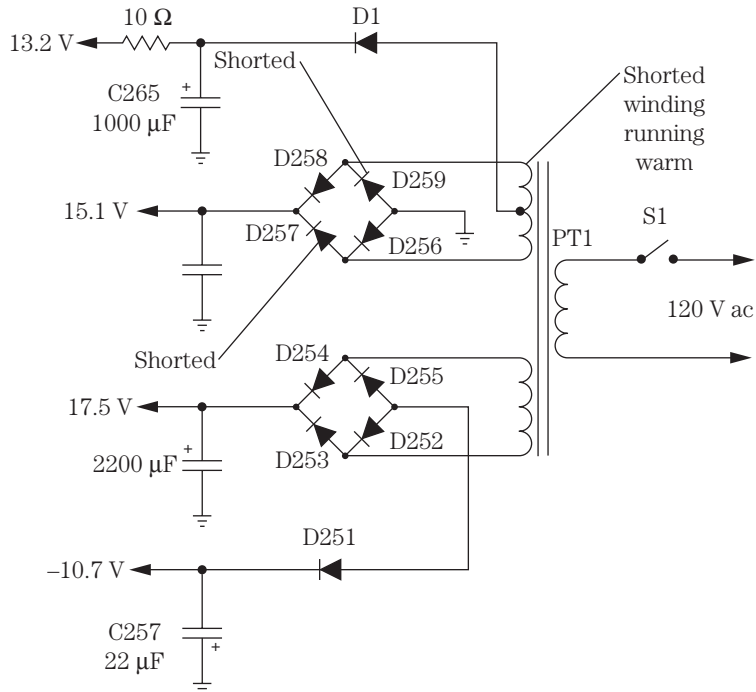 10 Ω
D1
13.2 V
Shorted
C265
1000 µF
+
Shorted
winding
running
warm
D258
D259
15.1 V
D257
D256
PT1
S1
120 V ac
Shorted
D254
D255
17.5 V
D253
D252
+
2200 µF
D251
–10.7 V
C257
22 µF
+